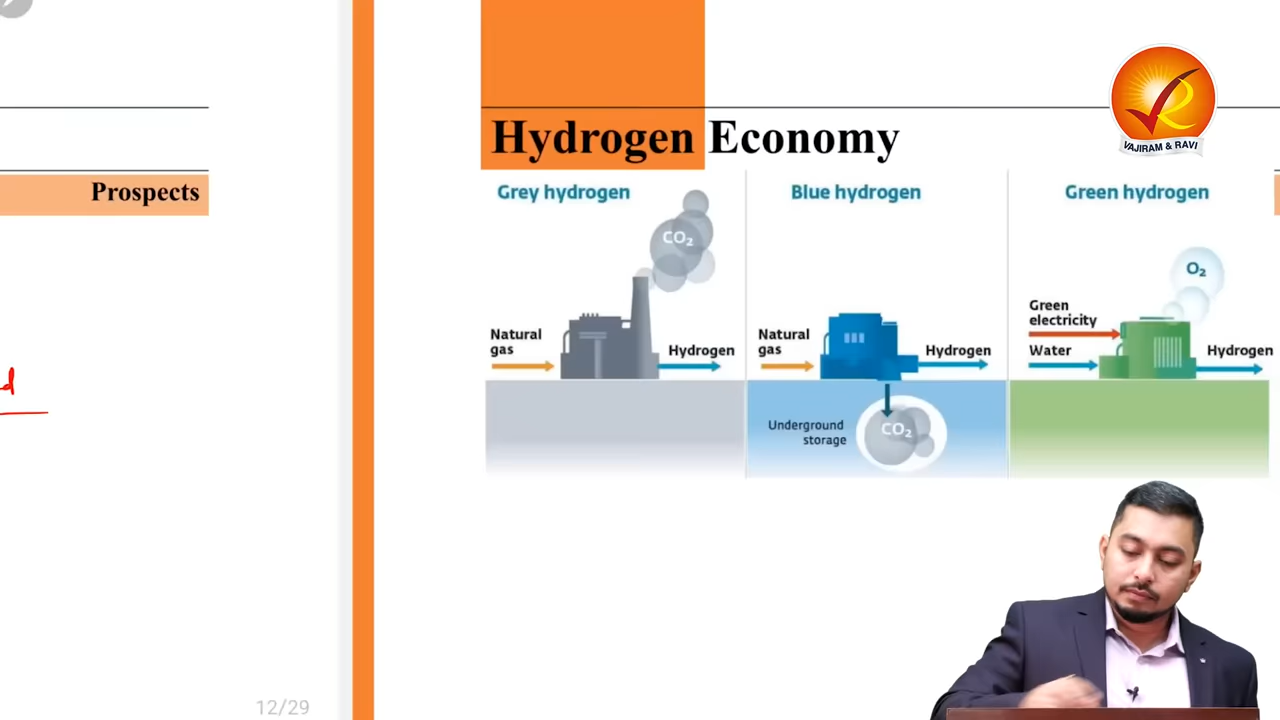 Prospects
d
12/29
Hydrogen Economy
VAJIRAM & RAVI
Grey hydrogen
CO₂
Natural
gas
Hydrogen
Blue hydrogen
Natural
gas
Hydrogen
Underground
storage
CO₂
Green hydrogen
O₂
Green
electricity
Water
Hydrogen